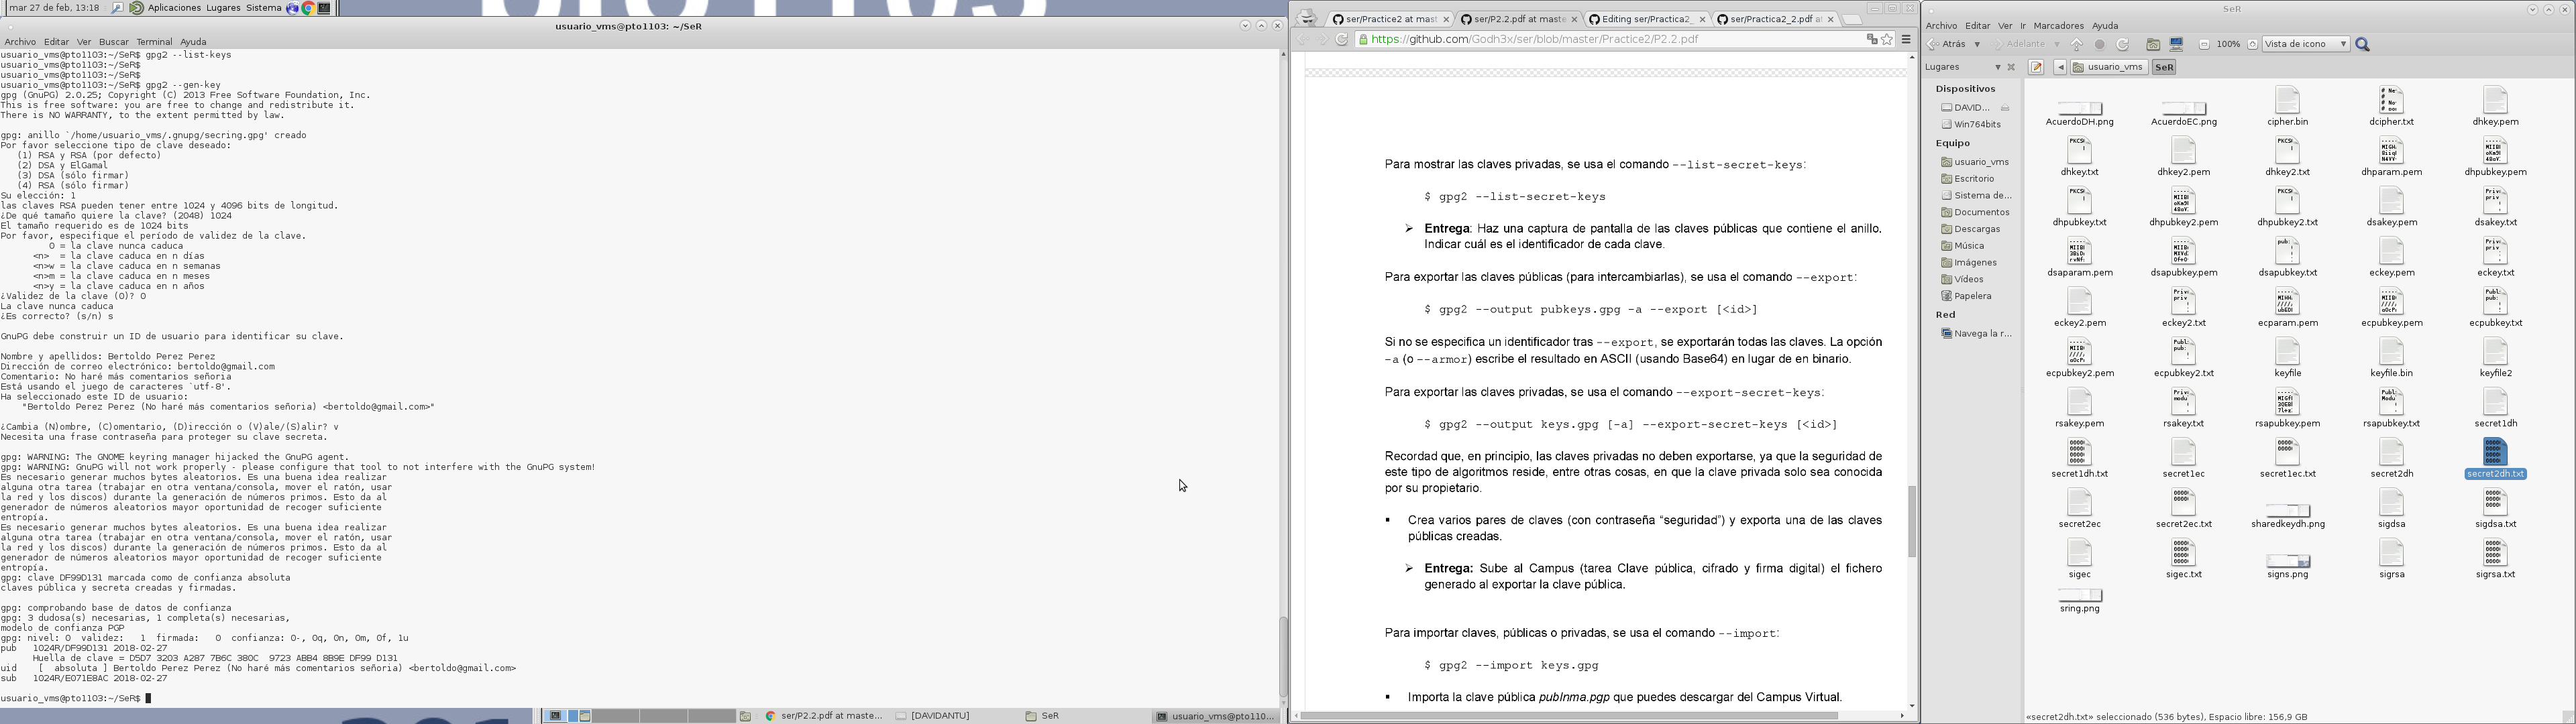 mar 27 de feb, 13:18 Aplicaciones Lugares Sistema
usuario_vms@pto1103: ~/SeR
Archivo Editar Ver Buscar Terminal Ayuda
usuario_vms@pto1103:~/SeR$ gpg2 --list-keys
usuario_vms@pto1103:~/SeR$
usuario_vms@pto1103:~/SeR$
usuario_vms@pto1103:~/SeR$ gpg2 --gen-key
gpg (GnuPG) 2.0.25; Copyright (C) 2013 Free Software Foundation, Inc.
This is free software: you are free to change and redistribute it.
There is NO WARRANTY, to the extent permitted by law.
gpg: anillo `/home/usuario_vms/.gnupg/secring.gpg' creado
Por favor seleccione tipo de clave deseado:
(1) RSA y RSA (por defecto)
(2) DSA y ElGamal
(3) DSA (sólo firmar)
(4) RSA (sólo firmar)
Su elección: 1
las claves RSA pueden tener entre 1024 y 4096 bits de longitud.
¿De qué tamaño quiere la clave? (2048) 1024
El tamaño requerido es de 1024 bits
Por favor, especifique el período de validez de la clave.
0 = la clave nunca caduca
<n>  = la clave caduca en n días
<n>w = la clave caduca en n semanas
<n>m = la clave caduca en n meses
<n>y = la clave caduca en n años
¿Validez de la clave (0)? 0
La clave nunca caduca
¿Es correcto? (s/n) s
GnuPG debe construir un ID de usuario para identificar su clave.
Nombre y apellidos: Bertoldo Perez Perez
Dirección de correo electrónico: bertoldo@gmail.com
Comentario: No haré más comentarios señoria
Está usando el juego de caracteres `utf-8'.
Ha seleccionado este ID de usuario:
"Bertoldo Perez Perez (No haré más comentarios señoria) <bertoldo@gmail.com>"
¿Cambia (N)ombre, (C)omentario, (D)irección o (V)ale/(S)alir? v
Necesita una frase contraseña para proteger su clave secreta.
gpg: WARNING: The GNOME keyring manager hijacked the GnuPG agent.
gpg: WARNING: GnuPG will not work properly - please configure that tool to not interfere with the GnuPG system!
Es necesario generar muchos bytes aleatorios. Es una buena idea realizar
alguna otra tarea (trabajar en otra ventana/consola, mover el ratón, usar
la red y los discos) durante la generación de números primos. Esto da al
generador de números aleatorios mayor oportunidad de recoger suficiente
entropía.
Es necesario generar muchos bytes aleatorios. Es una buena idea realizar
alguna otra tarea (trabajar en otra ventana/consola, mover el ratón, usar
la red y los discos) durante la generación de números primos. Esto da al
generador de números aleatorios mayor oportunidad de recoger suficiente
entropía.
gpg: clave DF99D131 marcada como de confianza absoluta
claves pública y secreta creadas y firmadas.
gpg: comprobando base de datos de confianza
gpg: 3 dudosa(s) necesarias, 1 completa(s) necesarias,
modelo de confianza PGP
gpg: nivel: 0  validez:   1  firmada:   0  confianza: 0-, 0q, 0n, 0m, 0f, 1u
pub   1024R/DF99D131 2018-02-27
Huella de clave = D5D7 3203 A287 7B6C 380C  9723 ABB4 8B9E DF99 D131
uid   [  absoluta ] Bertoldo Perez Perez (No haré más comentarios señoria) <bertoldo@gmail.com>
sub   1024R/E071E8AC 2018-02-27
usuario_vms@pto1103:~/SeR$
ser/P2.2.pdf at maste... [DAVIDANTU] SeR usuario_vms@pto110...
ser/Practice2 at mast ser/P2.2.pdf at maste Editing ser/Practica2_ ser/Practica2_2.pdf a
https://github.com/Godh3x/ser/blob/master/Practice2/P2.2.pdf
Para mostrar las claves privadas, se usa el comando --list-secret-keys:
$ gpg2 --list-secret-keys
➢ Entrega: Haz una captura de pantalla de las claves públicas que contiene el anillo.
Indicar cuál es el identificador de cada clave.
Para exportar las claves públicas (para intercambiarlas), se usa el comando --export:
$ gpg2 --output pubkeys.gpg -a --export [<id>]
Si no se especifica un identificador tras --export, se exportarán todas las claves. La opción
-a (o --armor) escribe el resultado en ASCII (usando Base64) en lugar de en binario.
Para exportar las claves privadas, se usa el comando --export-secret-keys:
$ gpg2 --output keys.gpg [-a] --export-secret-keys [<id>]
Recordad que, en principio, las claves privadas no deben exportarse, ya que la seguridad de
este tipo de algoritmos reside, entre otras cosas, en que la clave privada solo sea conocida
por su propietario.
▪ Crea varios pares de claves (con contraseña “seguridad”) y exporta una de las claves
públicas creadas.
➢ Entrega: Sube al Campus (tarea Clave pública, cifrado y firma digital) el fichero
generado al exportar la clave pública.
Para importar claves, públicas o privadas, se usa el comando --import:
$ gpg2 --import keys.gpg
▪ Importa la clave pública pubInma.pgp que puedes descargar del Campus Virtual.
SeR
Archivo Editar Ver Ir Marcadores Ayuda
Atrás Adelante 100% Vista de icono
Lugares usuario_vms SeR
Dispositivos
DAVID...
Win764bits
Equipo
usuario_vms
Escritorio
Sistema de...
Documentos
Descargas
Música
Imágenes
Vídeos
Papelera
Red
Navega la r...
AcuerdoDH.png AcuerdoEC.png cipher.bin dcipher.txt dhkey.pem
dhkey.txt dhkey2.pem dhkey2.txt dhparam.pem dhpubkey.pem
dhpubkey.txt dhpubkey2.pem dhpubkey2.txt dsakey.pem dsakey.txt
dsaparam.pem dsapubkey.pem dsapubkey.txt eckey.pem eckey.txt
eckey2.pem eckey2.txt ecparam.pem ecpubkey.pem ecpubkey.txt
ecpubkey2.pem ecpubkey2.txt keyfile keyfile.bin keyfile2
rsakey.pem rsakey.txt rsapubkey.pem rsapubkey.txt secret1dh
secret1dh.txt secret1ec secret1ec.txt secret2dh secret2dh.txt
secret2ec secret2ec.txt sharedkeydh.png sigdsa sigdsa.txt
sigec sigec.txt signs.png sigrsa sigrsa.txt
sring.png
«secret2dh.txt» seleccionado (536 bytes), Espacio libre: 156,9 GB